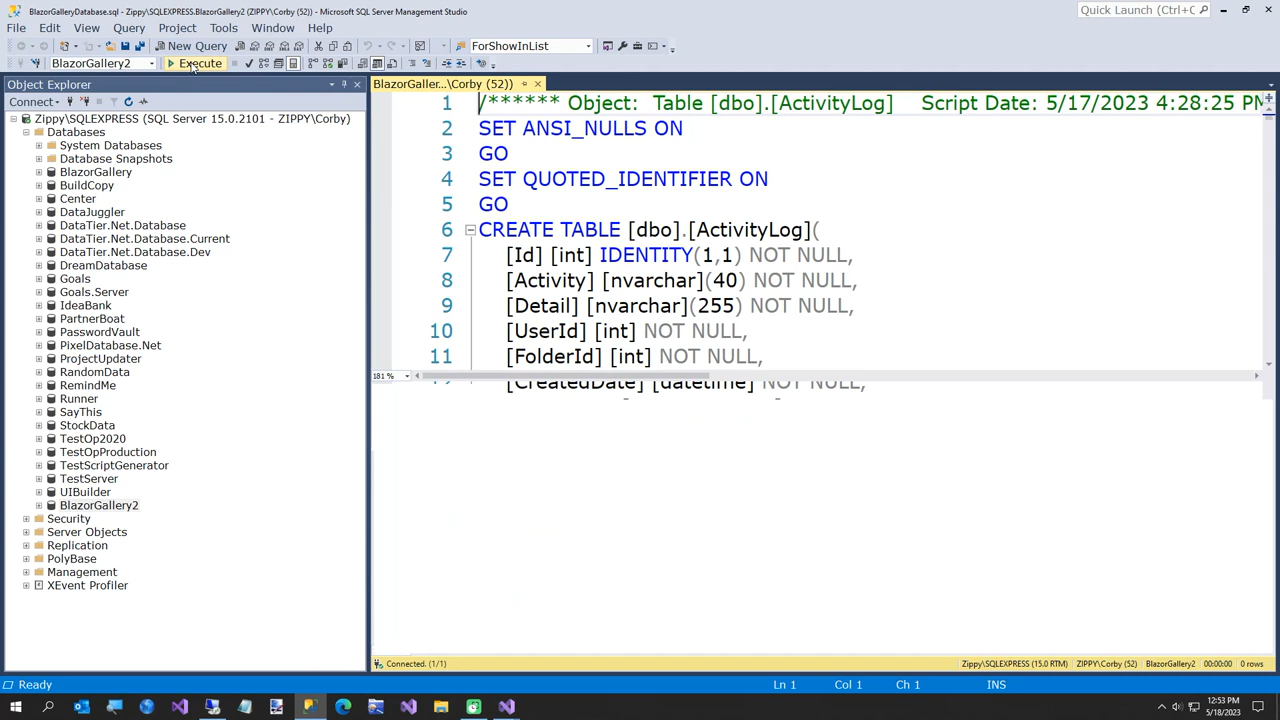 BlazorGalleryDatabase.sql - Zippy\SQLEXPRESS.BlazorGallery2 (ZIPPY\Corby (52)) - Microsoft SQL Server Management Studio
Quick Launch (Ctrl+Q)
File Edit View Query Project Tools Window Help
New Query ForShowInList
BlazorGallery2 Execute
Object Explorer
Connect
Zippy\SQLEXPRESS (SQL Server 15.0.2101 - ZIPPY\Corby)
Databases
System Databases
Database Snapshots
BlazorGallery
BuildCopy
Center
DataJuggler
DataTier.Net.Database
DataTier.Net.Database.Current
DataTier.Net.Database.Dev
DreamDatabase
Goals
Goals.Server
IdeaBank
PartnerBoat
PasswordVault
PixelDatabase.Net
ProjectUpdater
RandomData
RemindMe
Runner
SayThis
StockData
TestOp2020
TestOpProduction
TestScriptGenerator
TestServer
UIBuilder
BlazorGallery2
Security
Server Objects
Replication
PolyBase
Management
XEvent Profiler
BlazorGaller...\Corby (52))
1 /****** Object: Table [dbo].[ActivityLog] Script Date: 5/17/2023 4:28:25 PM
2 SET ANSI_NULLS ON
3 GO
4 SET QUOTED_IDENTIFIER ON
5 GO
6 CREATE TABLE [dbo].[ActivityLog](
7 [Id] [int] IDENTITY(1,1) NOT NULL,
8 [Activity] [nvarchar](40) NOT NULL,
9 [Detail] [nvarchar](255) NOT NULL,
10 [UserId] [int] NOT NULL,
11 [FolderId] [int] NOT NULL,
[CreatedDate] [datetime] NOT NULL,
181 %
Connected. (1/1) Zippy\SQLEXPRESS (15.0 RTM) ZIPPY\Corby (52) BlazorGallery2 00:00:00 0 rows
Ready Ln 1 Col 1 Ch 1 INS
12:53 PM
5/18/2023